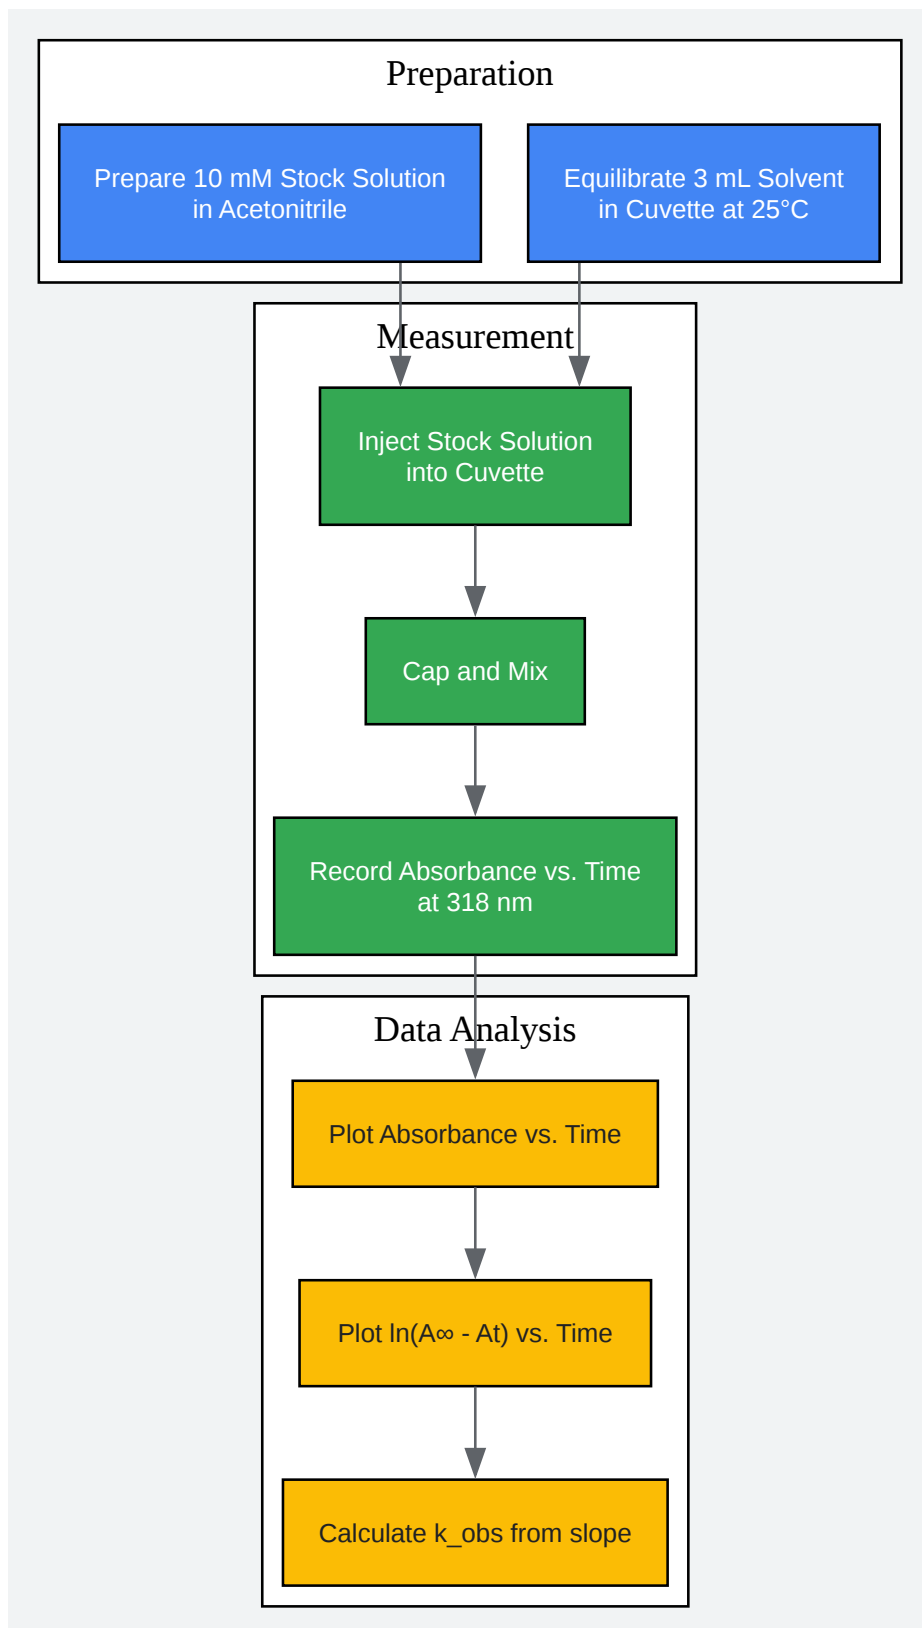 Preparation
Prepare 10 mM Stock Solution
in Acetonitrile
Equilibrate 3 mL Solvent
in Cuvette at 25°C
Measurement
Inject Stock Solution
into Cuvette
Cap and Mix
Record Absorbance vs. Time
at 318 nm
Data Analysis
Plot Absorbance vs. Time
Plot ln(A∞ - At) vs. Time
Calculate k_obs from slope